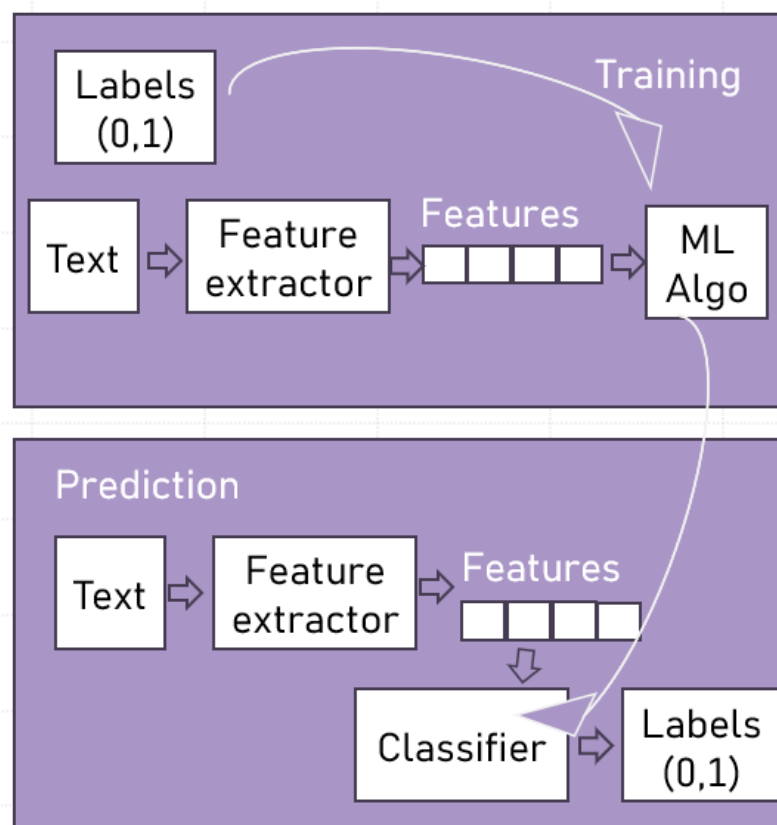 Labels
(0,1)
Training
Text
Feature
extractor
Features
ML
Algo
Prediction
Text
Feature
extractor
Features
Classifier
Labels
(0,1)